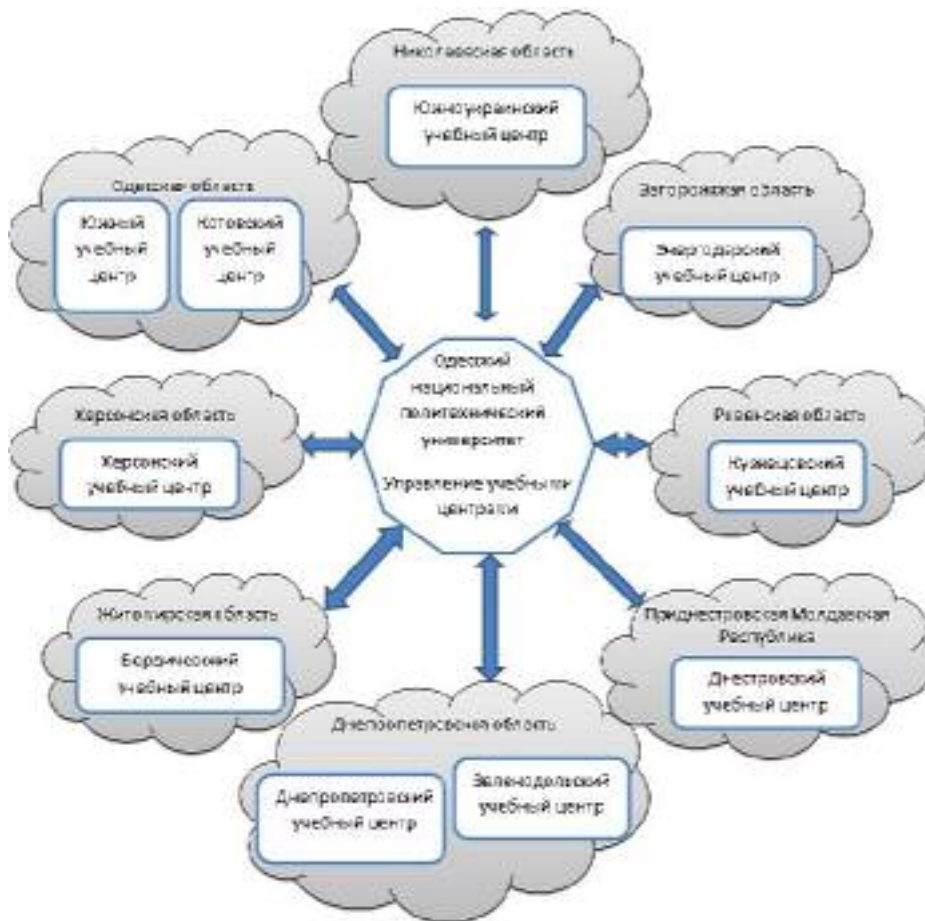 Николаевская область
Южноукраинский
учебный центр
Одесская область
Южный
учебный
центр
Котовский
учебный
центр
Запорожская область
Энергодарский
учебный центр
Одесский
национальный
политехнический
университет
Управление учебными
центрами
Херсонская область
Херсонский
учебный центр
Ровенская область
Кузнецовский
учебный центр
Житомирская область
Бердичевский
учебный центр
Приднестровская Молдавская
Республика
Днестровский
учебный центр
Днепропетровская область
Днепропетровский
учебный центр
Зеленодольский
учебный центр